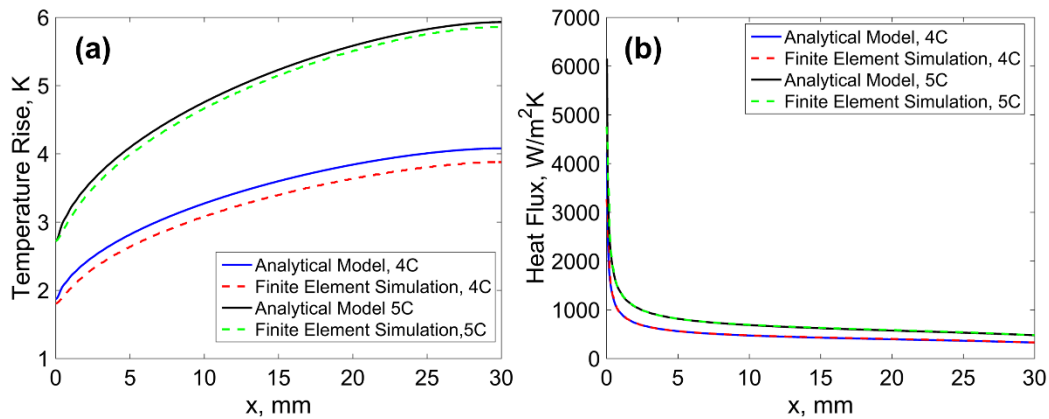 (a)
Temperature Rise, K
6
5
4
3
2
1
Analytical Model, 4C
Finite Element Simulation, 4C
Analytical Model 5C
Finite Element Simulation,5C
0
5
10
15
20
25
30
x, mm
(b)
Heat Flux, W/m²K
7000
6000
5000
4000
3000
2000
1000
0
Analytical Model, 4C
Finite Element Simulation, 4C
Analytical Model, 5C
Finite Element Simulation, 5C
0
5
10
15
20
25
30
x, mm